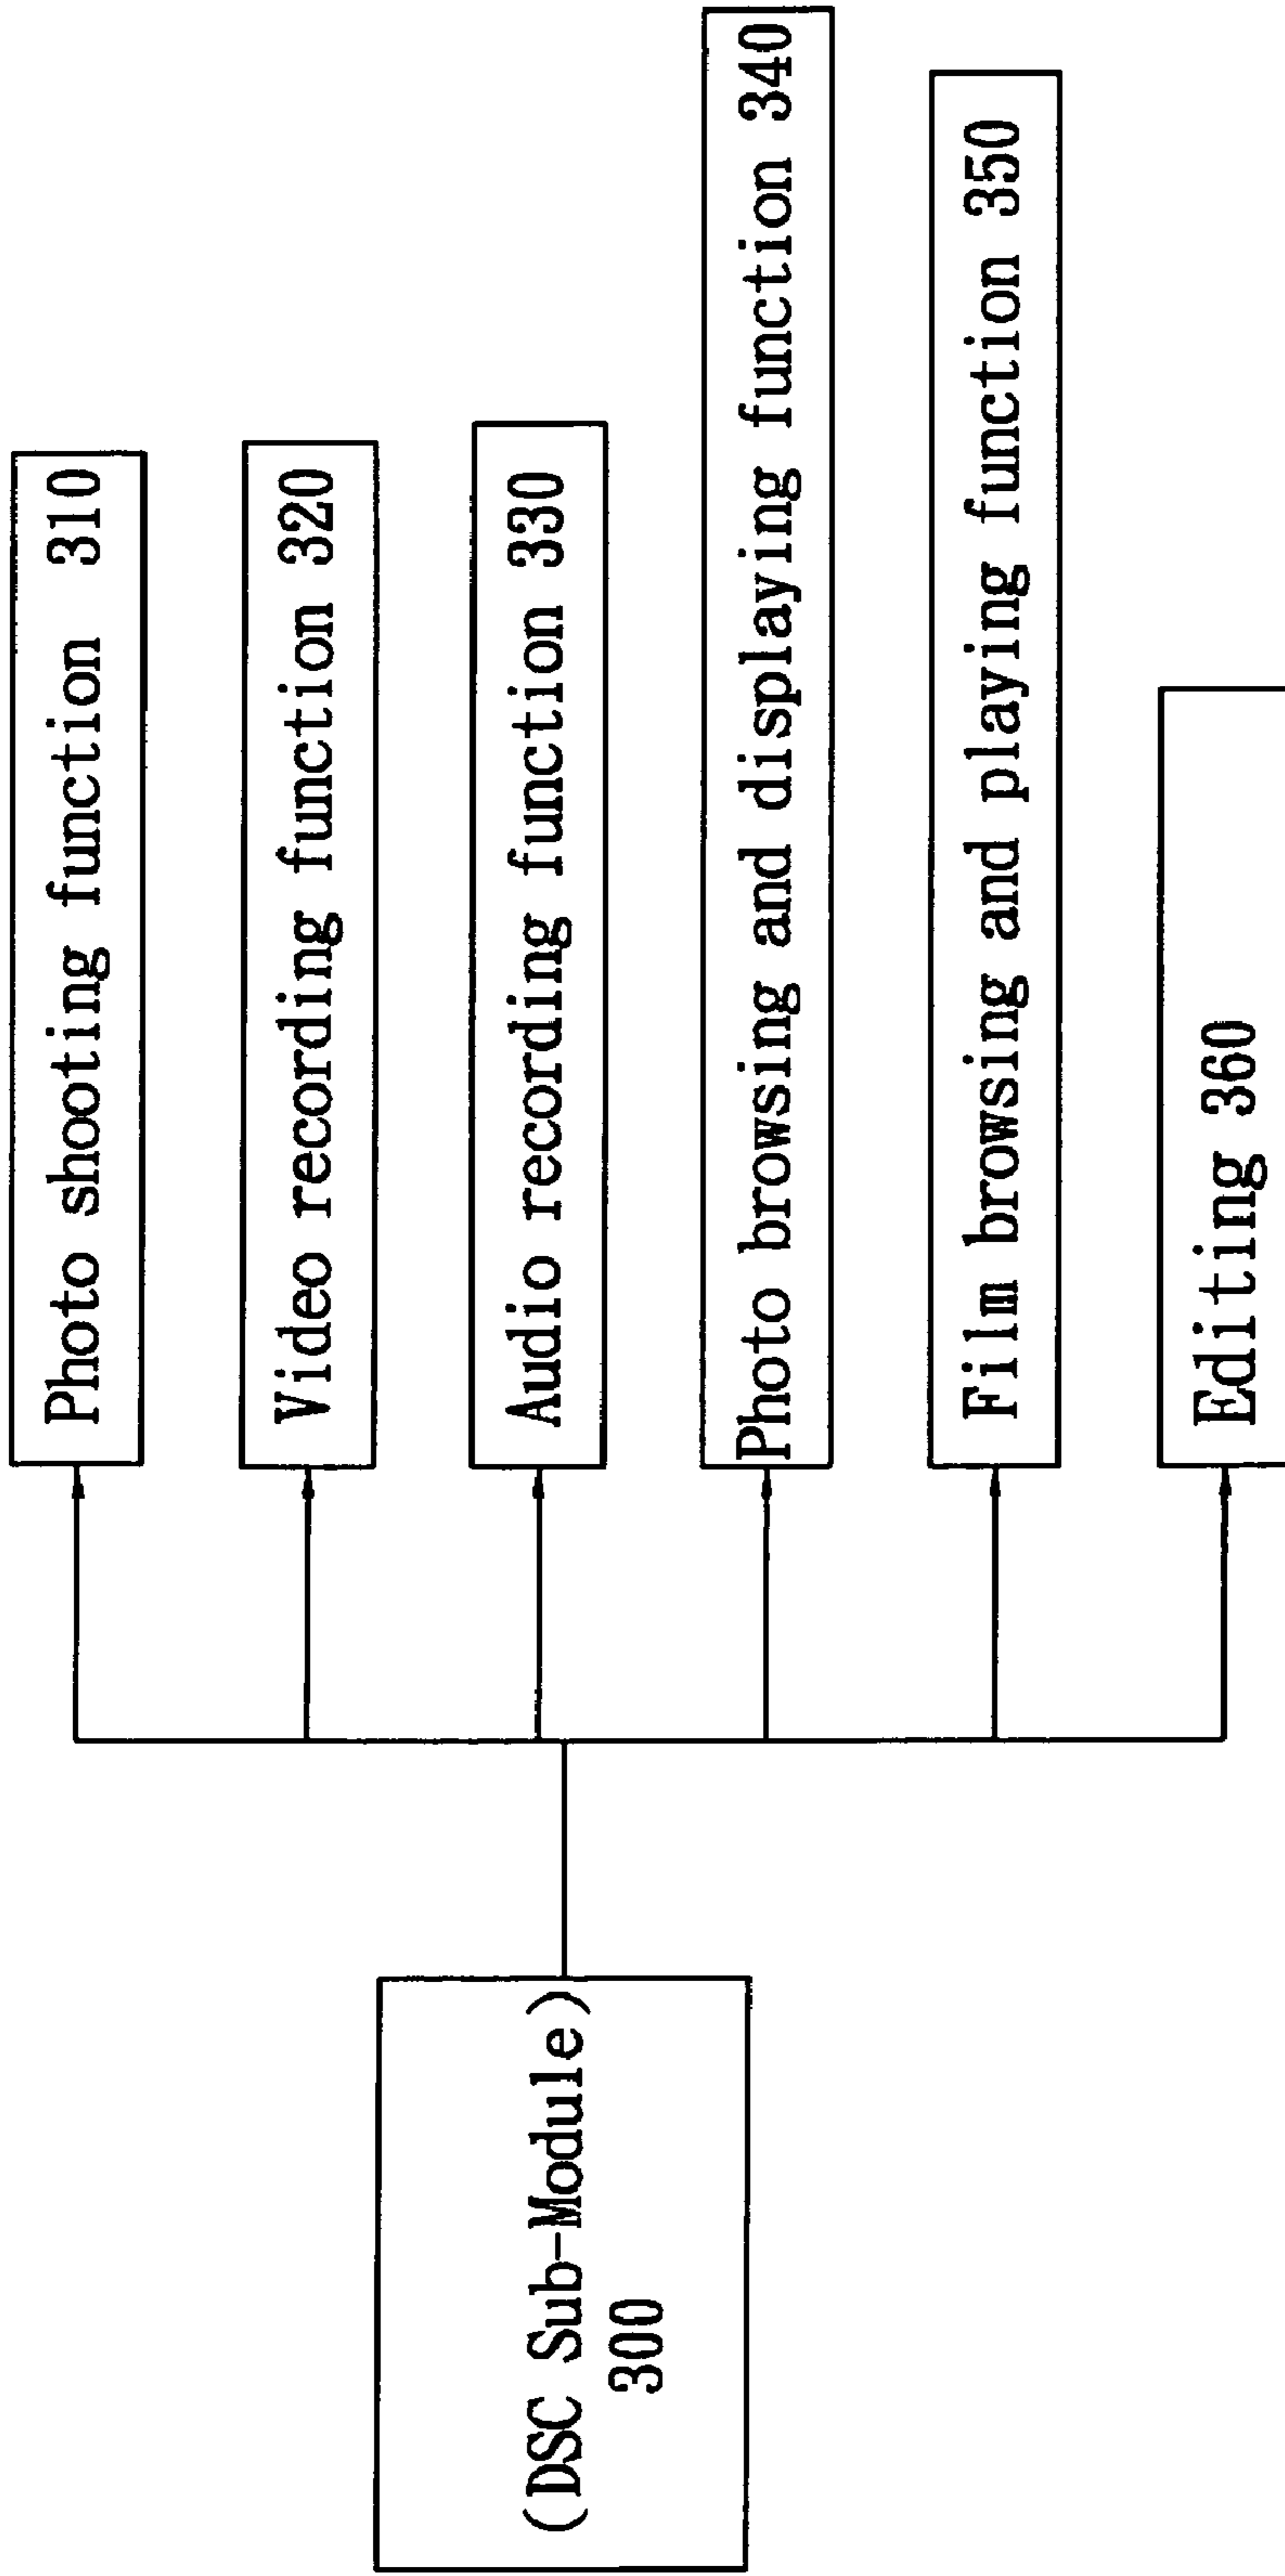 (DSC Sub-Module)
300
Photo shooting function 310
Video recording function 320
Audio recording function 330
Photo browsing and displaying function 340
Film browsing and playing function 350
Editing 360